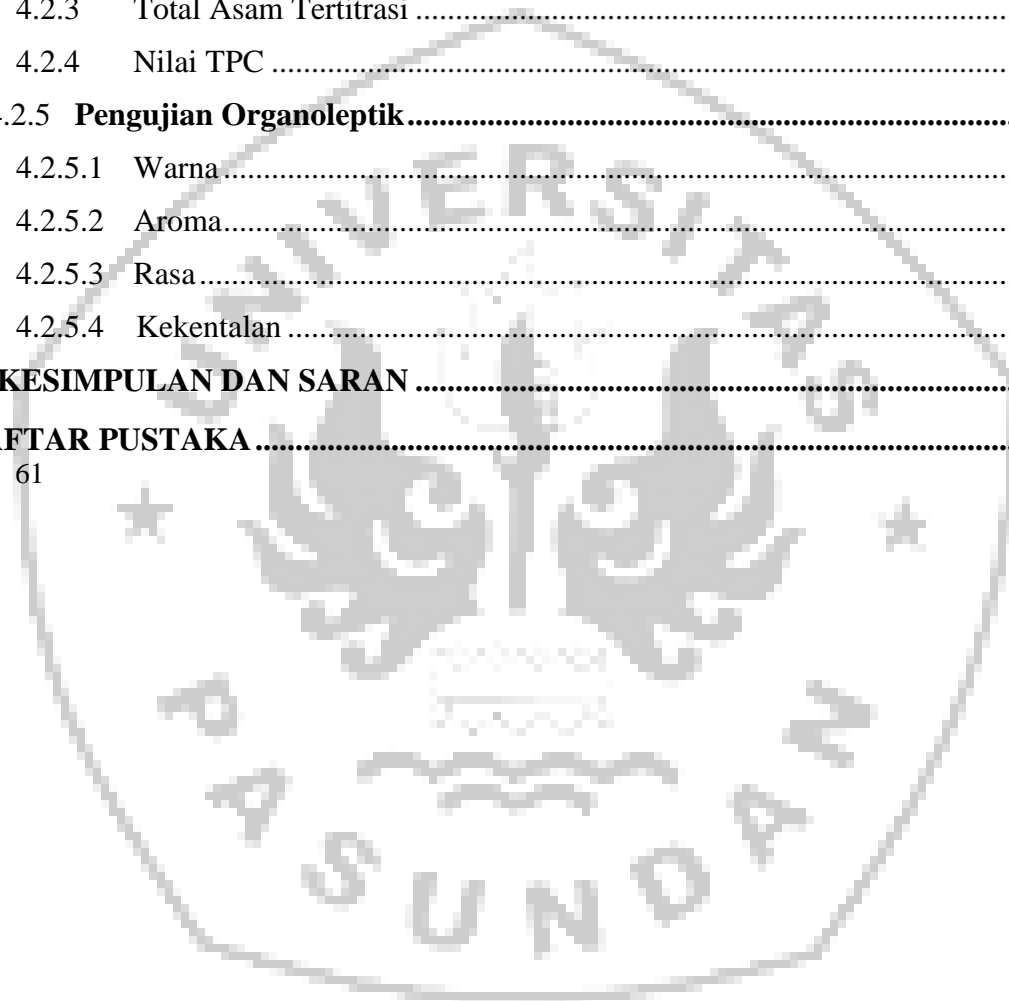 4.2.3 Total Asam Tertitrasi ..........................................................................
4.2.4 Nilai TPC ............................................................................................
4.2.5 Pengujian Organoleptik...........................................................................
4.2.5.1 Warna..................................................................................................
4.2.5.2 Aroma..................................................................................................
4.2.5.3 Rasa.....................................................................................................
4.2.5.4 Kekentalan ..........................................................................................
KESIMPULAN DAN SARAN ..........................................................................
AFTAR PUSTAKA..............................................................................................
61
UNIVERSITAS
PASUNDAN